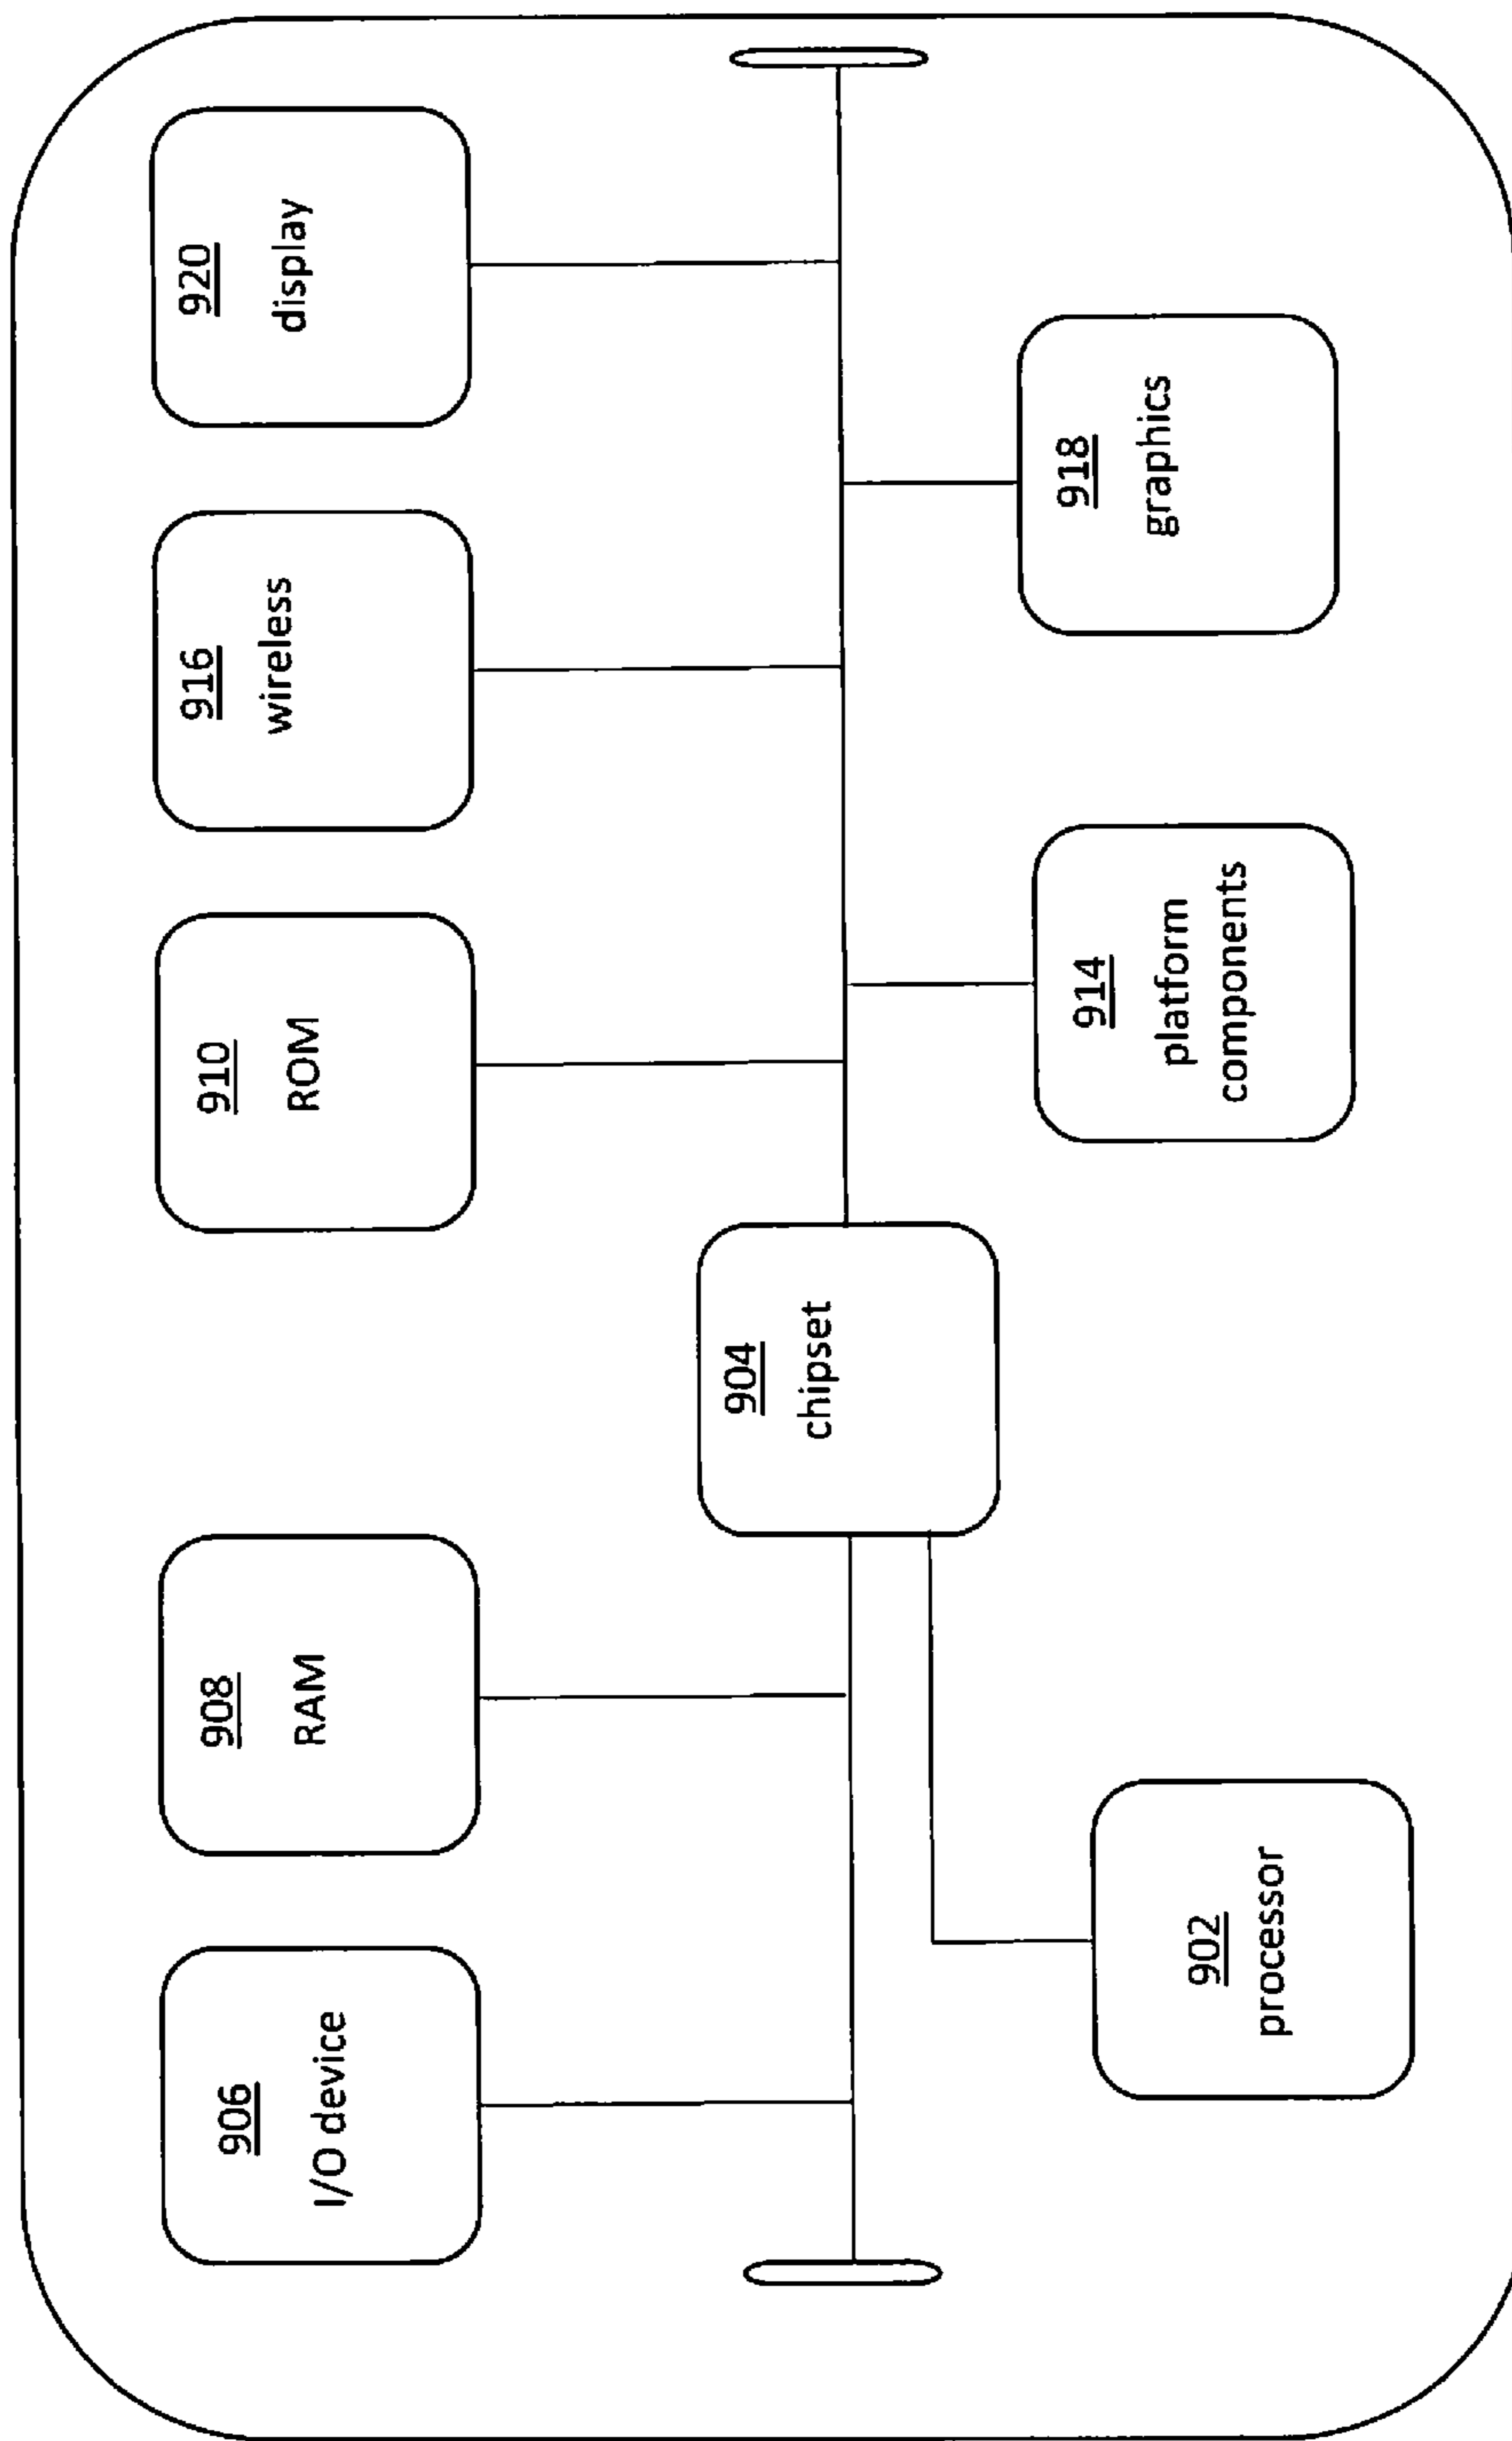 906
I/O device
908
RAM
910
ROM
916
wireless
920
display
904
chipset
902
processor
914
platform
components
918
graphics